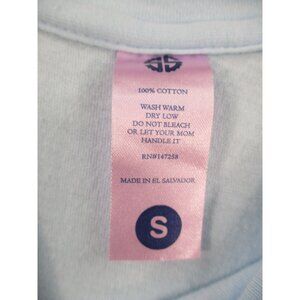 100% COTTON
WASH WARM
DRY LOW
DO NOT BLEACH
OR LET YOUR MOM
HANDLE IT
RN#147258
MADE IN EL SALVADOR
S